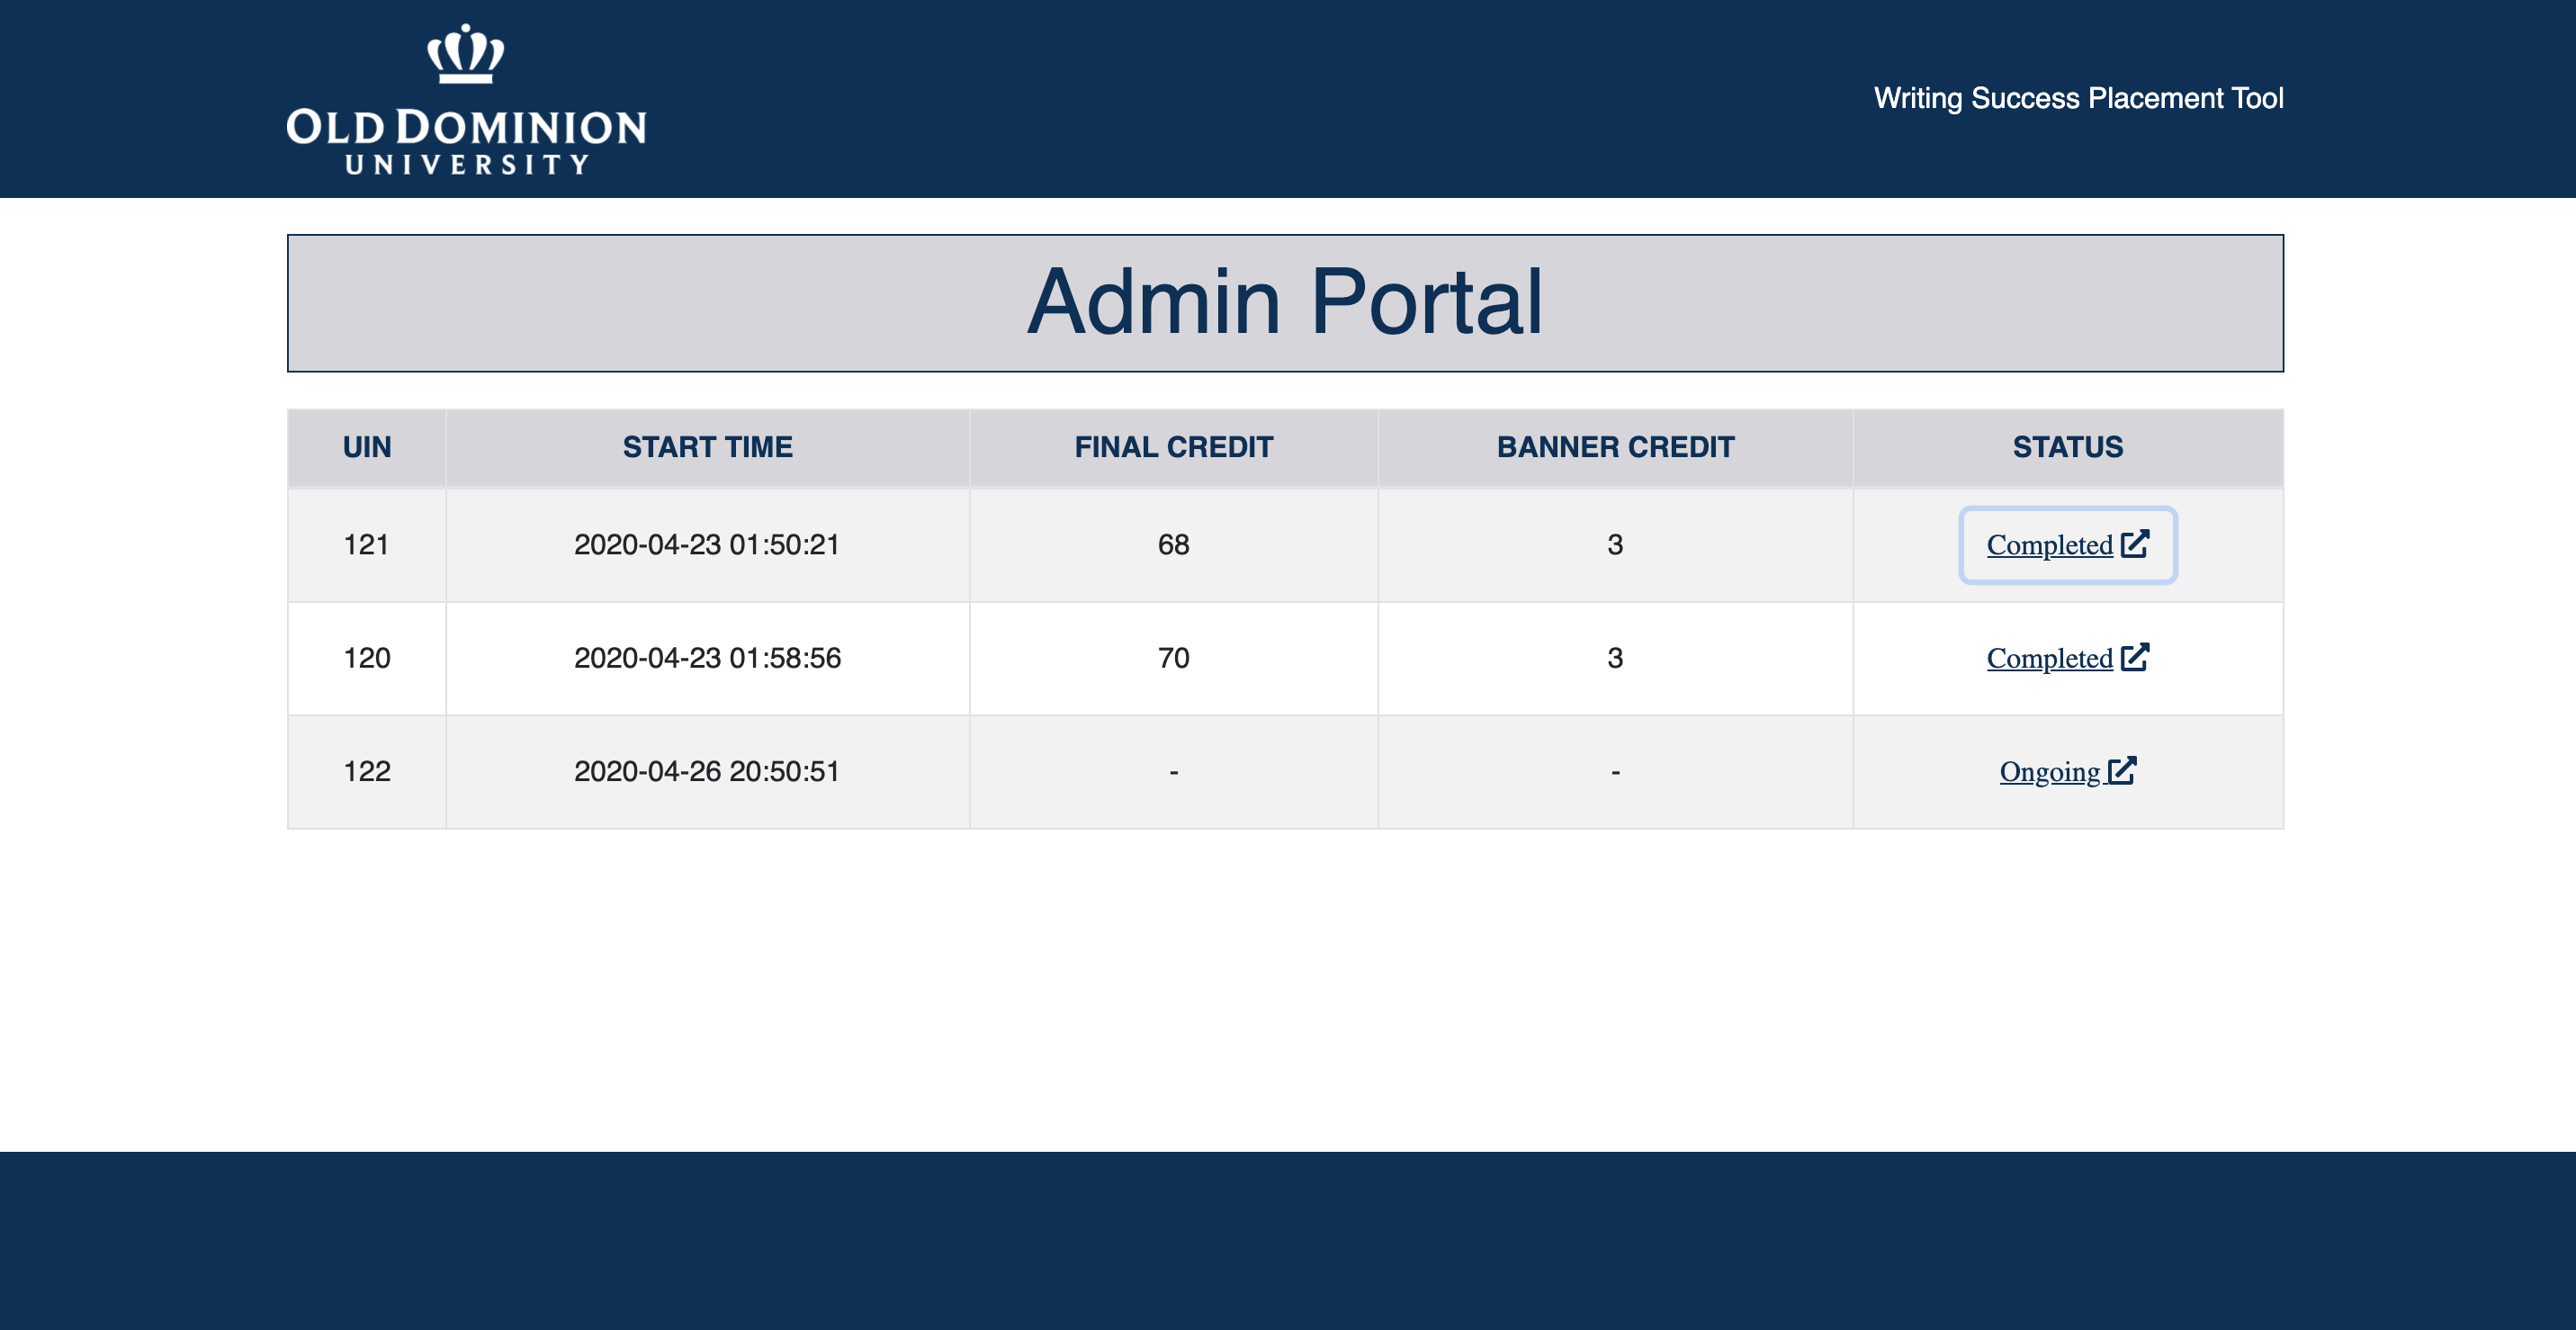 OLD DOMINION
UNIVERSITY
Writing Success Placement Tool
Admin Portal
UIN START TIME FINAL CREDIT BANNER CREDIT STATUS
121 2020-04-23 01:50:21 68 3 Completed
120 2020-04-23 01:58:56 70 3 Completed
122 2020-04-26 20:50:51 - - Ongoing